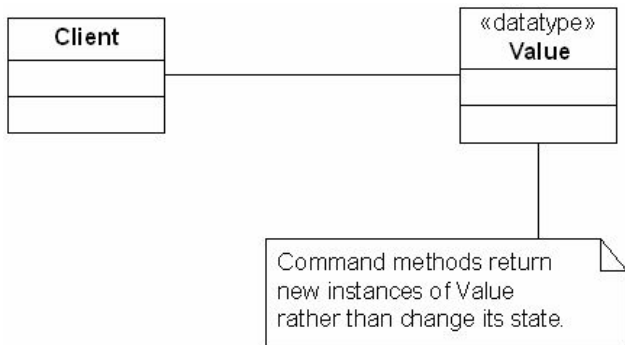 Client
«datatype»
Value
Command methods return
new instances of Value
rather than change its state.